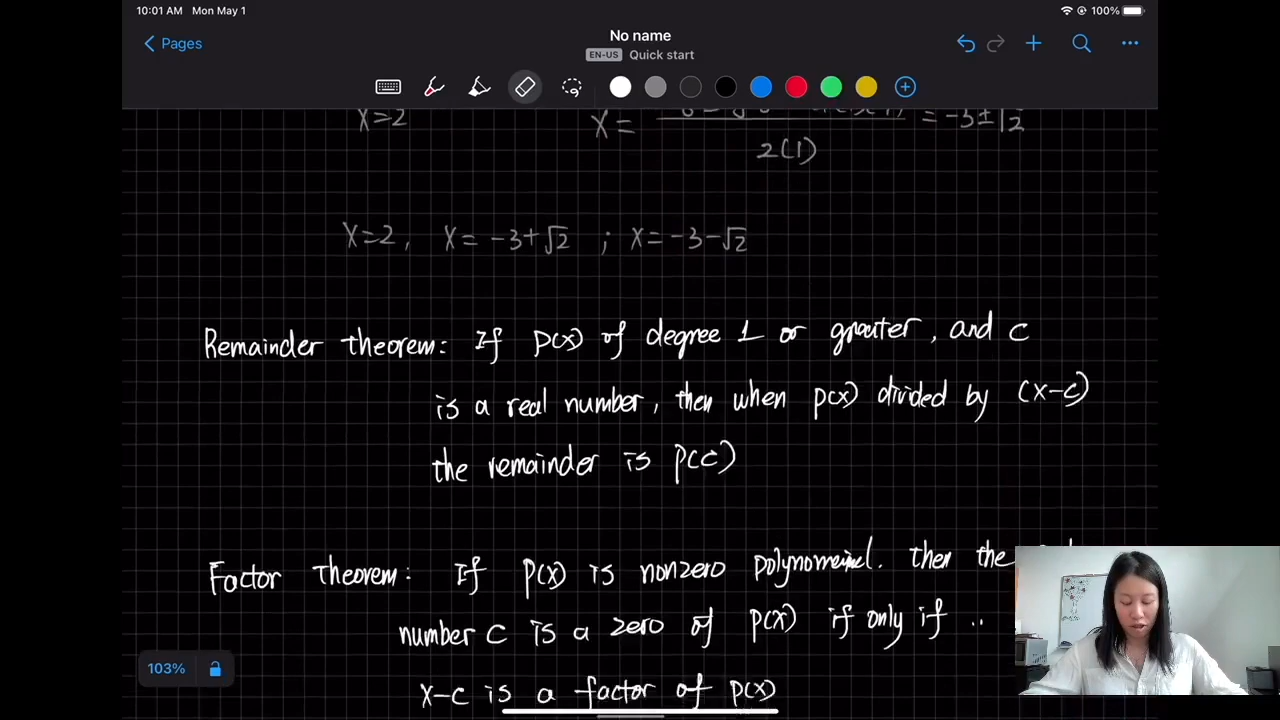 10:01 AM Mon May 1
100%
Pages
No name
EN-US Quick start
x=2
x=
= -3±√2
2(1)
x=2, x= -3+√2 ; x= -3-√2
Remainder theorem: If p(x) of degree 1 or greater, and c
is a real number, then when p(x) divided by (x-c)
the remainder is p(c)
Factor Theorem: If p(x) is nonzero polynomial. then the
number c is a zero of p(x) if only if ..
x-c is a factor of p(x)
103%